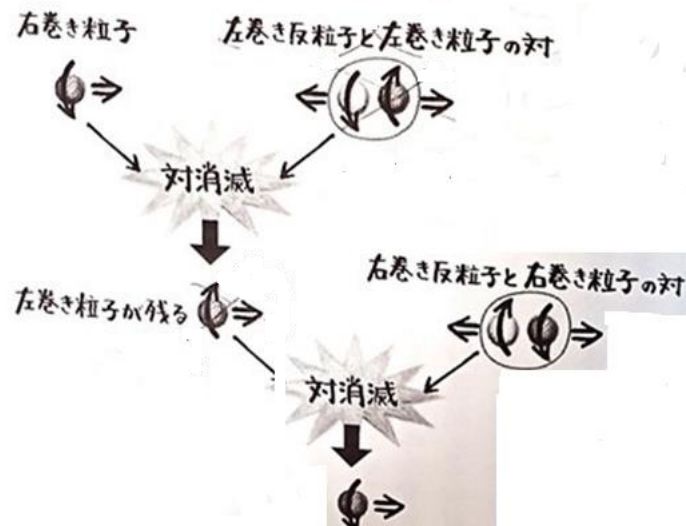 右巻き粒子
左巻き反粒子と左巻き粒子の対
対消滅
右巻き反粒子と右巻き粒子の対
左巻き粒子が残る
対消滅